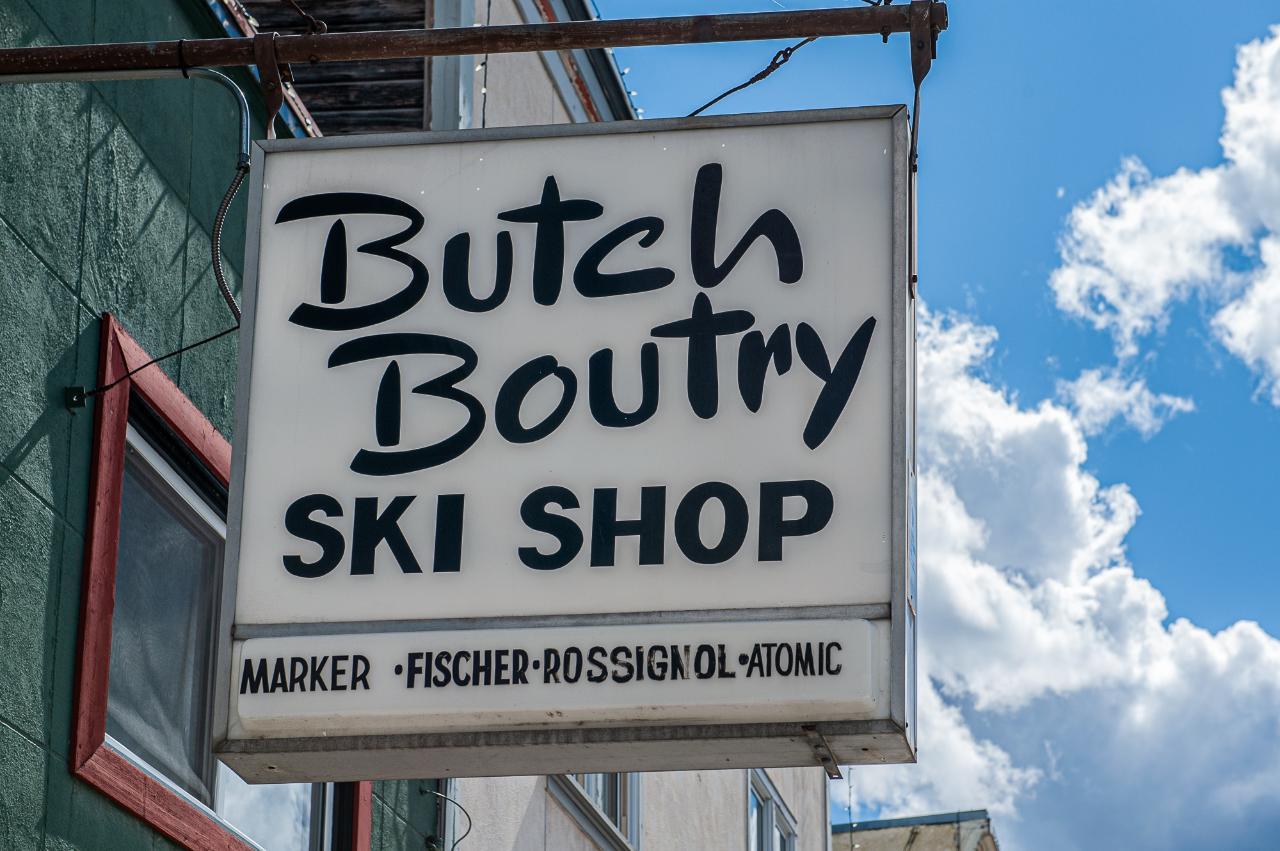 Butch
Boutry
SKI SHOP
MARKER •FISCHER•ROSSIGNOL•ATOMIC